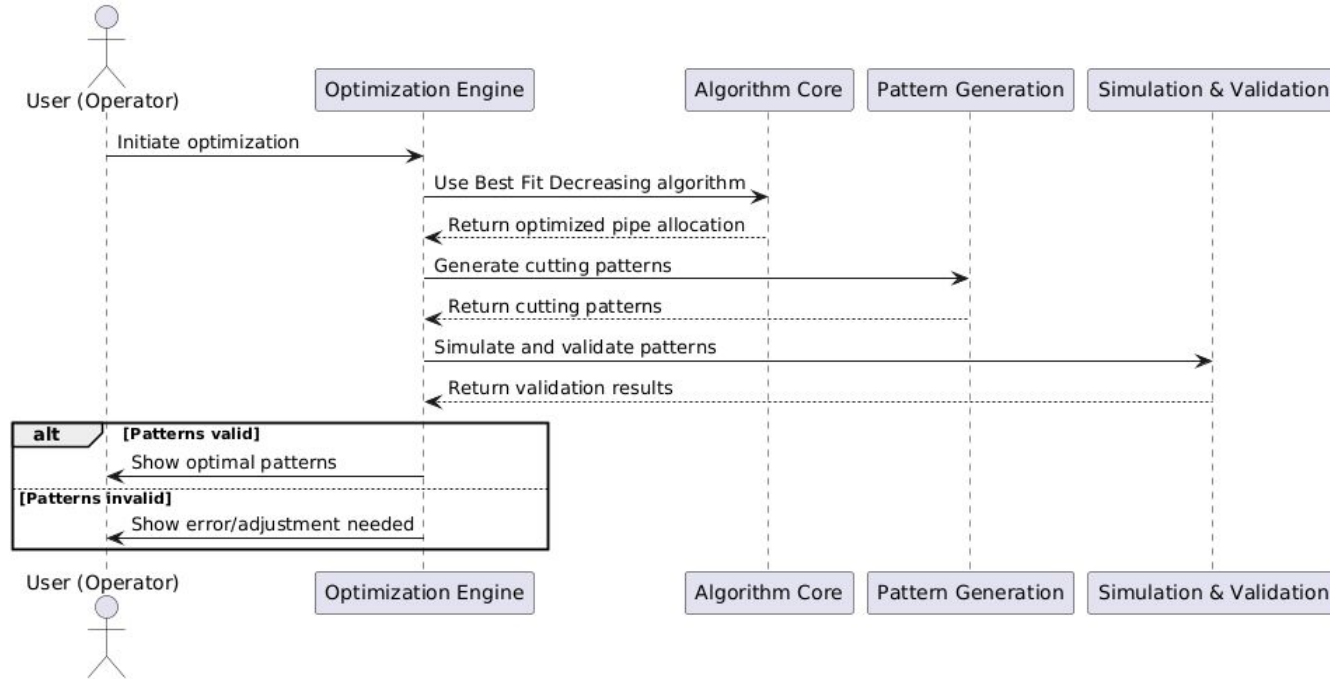 User (Operator)
Optimization Engine
Algorithm Core
Pattern Generation
Simulation & Validation
Initiate optimization
Use Best Fit Decreasing algorithm
Return optimized pipe allocation
Generate cutting patterns
Return cutting patterns
Simulate and validate patterns
Return validation results
alt
[Patterns valid]
Show optimal patterns
[Patterns invalid]
Show error/adjustment needed
User (Operator)
Optimization Engine
Algorithm Core
Pattern Generation
Simulation & Validation